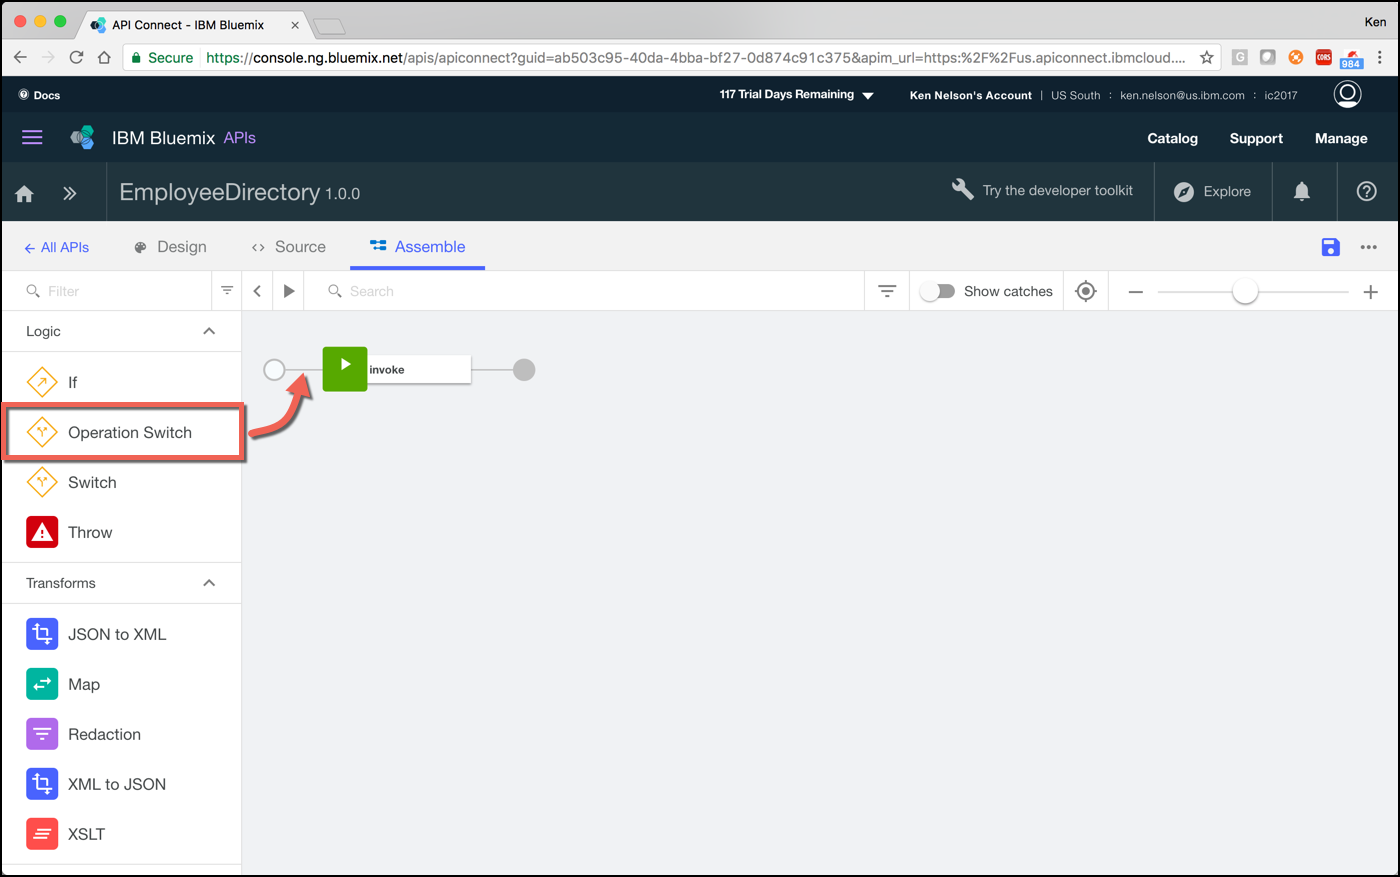 API Connect - IBM Bluemix
Ken
Secure https://console.ng.bluemix.net/apis/apiconnect?guid=ab503c95-40da-4bba-bf27-0d874c91c375&apim_url=https:%2F%2Fus.apiconnect.ibmcloud....
G
CORS
984
Docs
117 Trial Days Remaining
Ken Nelson's Account | US South : ken.nelson@us.ibm.com : ic2017
IBM Bluemix APIs
Catalog Support Manage
EmployeeDirectory 1.0.0
Try the developer toolkit
Explore
← All APIs
Design
Source
Assemble
Filter
Search
Show catches
Logic
If
Operation Switch
Switch
Throw
invoke
Transforms
JSON to XML
Map
Redaction
XML to JSON
XSLT